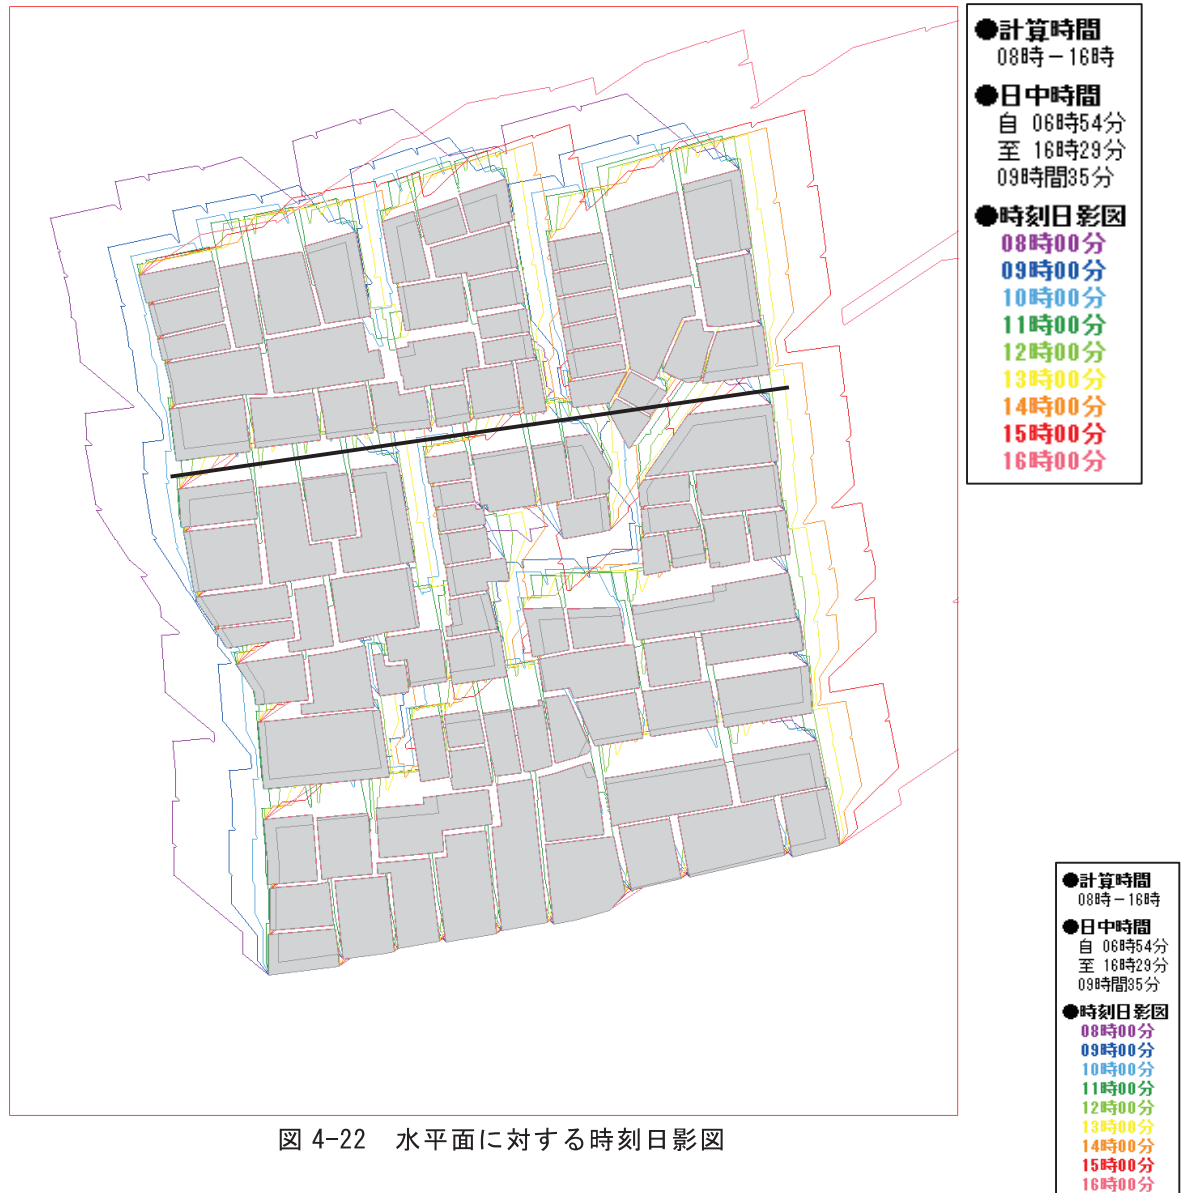 ●計算時間
08時－16時
●日中時間
自 06時54分
至 16時29分
09時間35分
●時刻日影図
08時00分
09時00分
10時00分
11時00分
12時00分
13時00分
14時00分
15時00分
16時00分
●計算時間
08時－16時
●日中時間
自 06時54分
至 16時29分
09時間35分
●時刻日影図
08時00分
09時00分
10時00分
11時00分
12時00分
13時00分
14時00分
15時00分
16時00分
図 4-22　水平面に対する時刻日影図